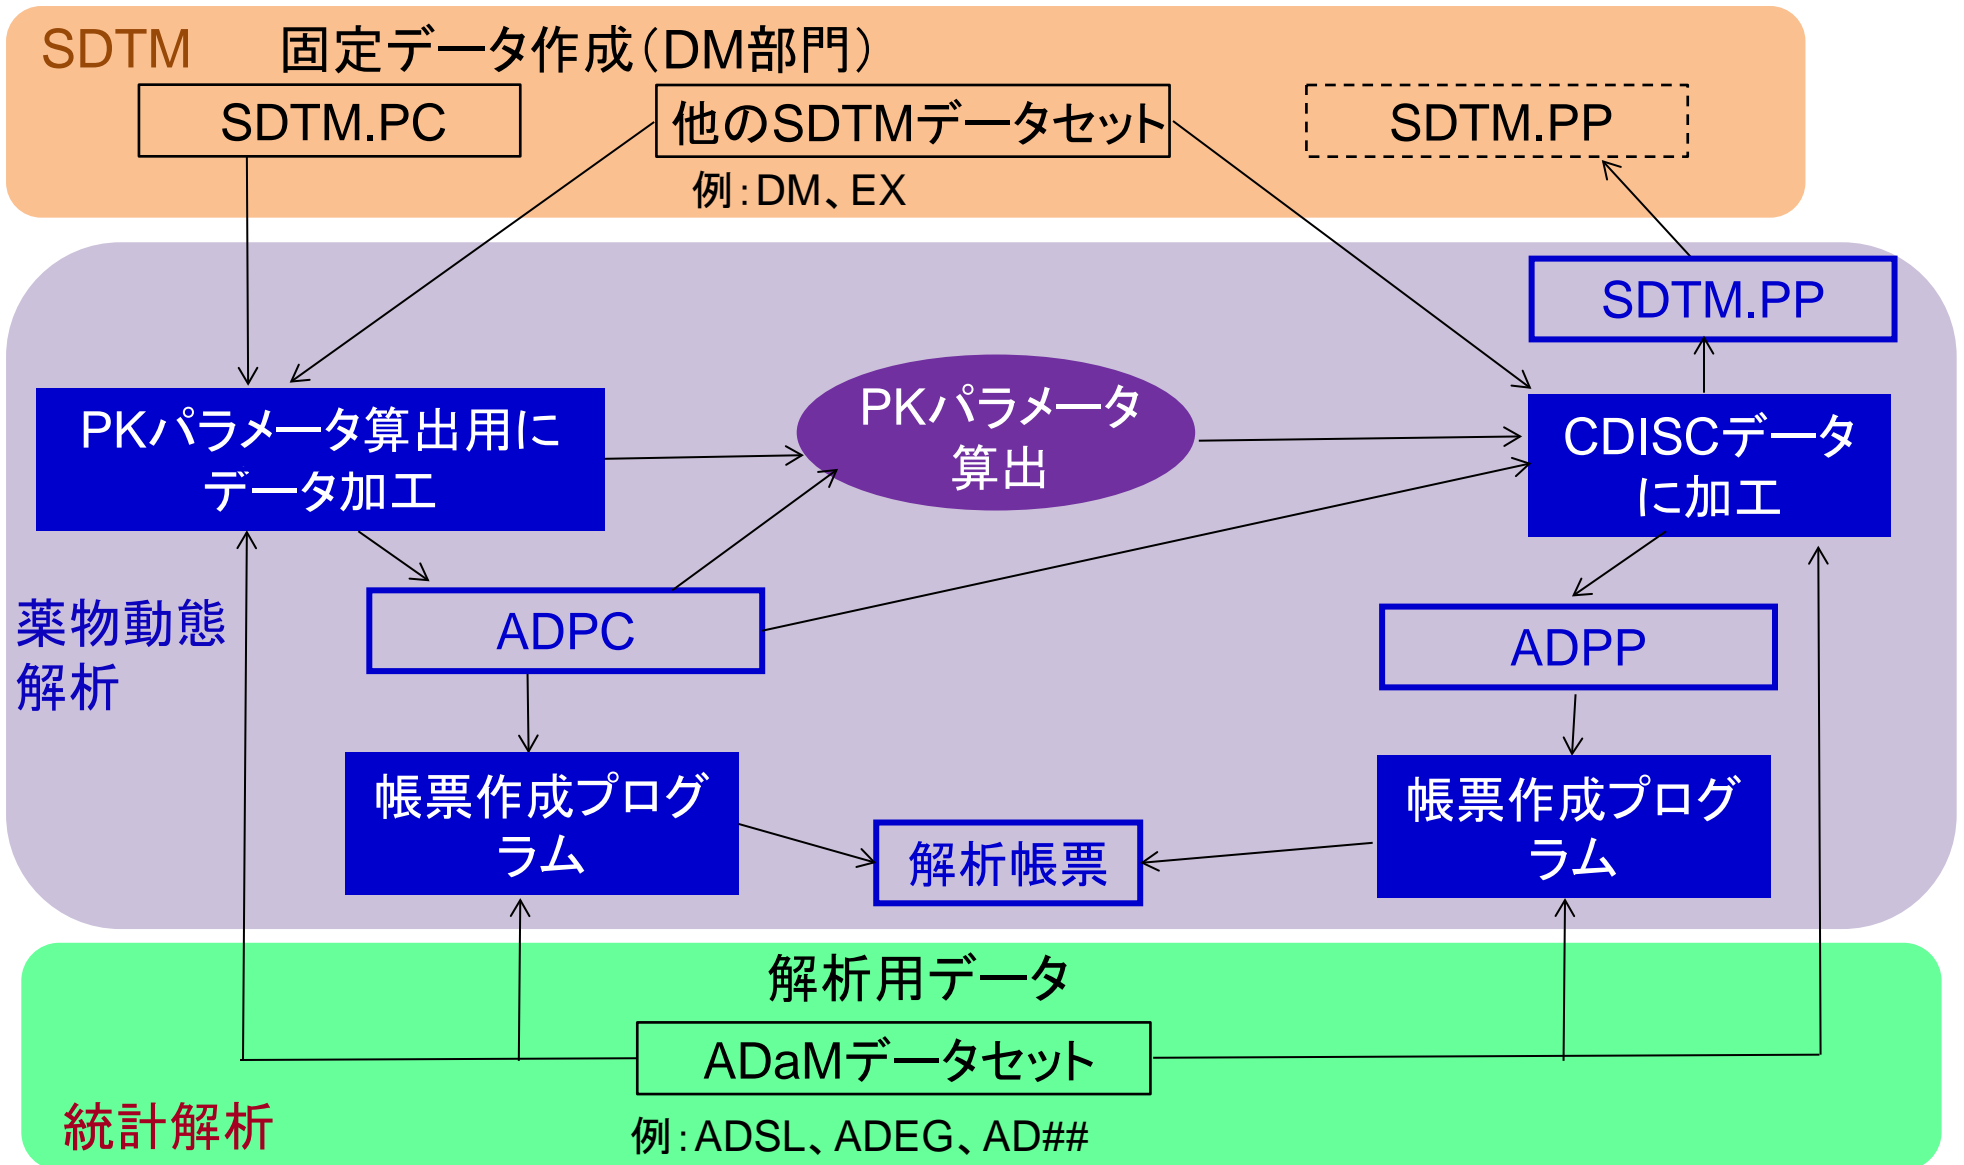 SDTM
固定データ作成（DM部門）
SDTM.PC
他のSDTMデータセット
SDTM.PP
例：DM、EX
SDTM.PP
PKパラメータ算出用に
データ加工
PKパラメータ
算出
CDISCデータ
に加工
薬物動態
解析
ADPC
ADPP
帳票作成プログ
ラム
解析帳票
帳票作成プログ
ラム
解析用データ
ADaMデータセット
統計解析
例：ADSL、ADEG、AD##